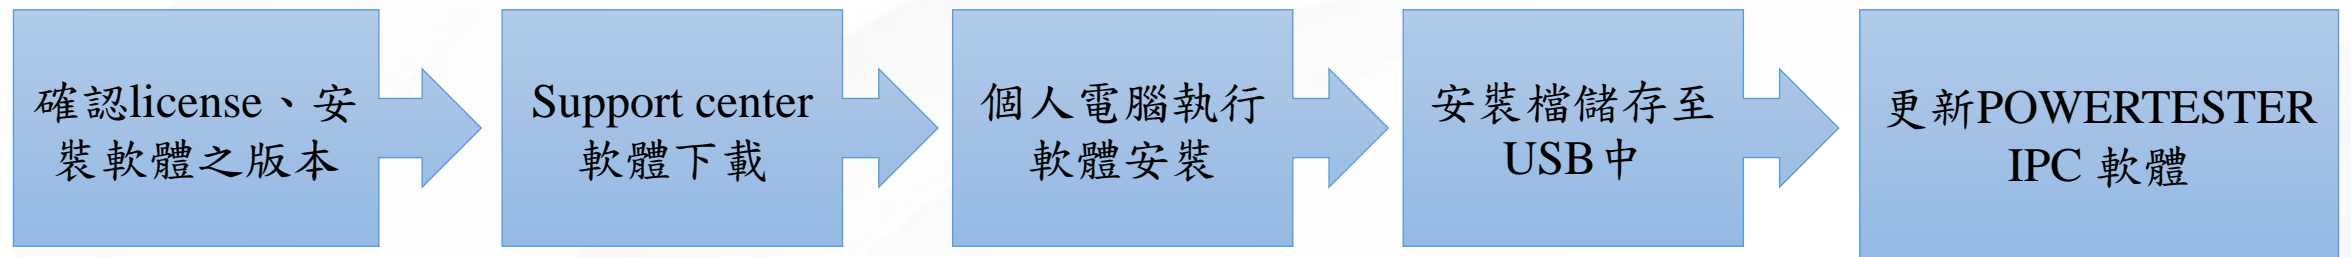 確認license、安
裝軟體之版本
Support center
軟體下載
個人電腦執行
軟體安裝
安裝檔儲存至
USB中
更新POWERTESTER
IPC 軟體